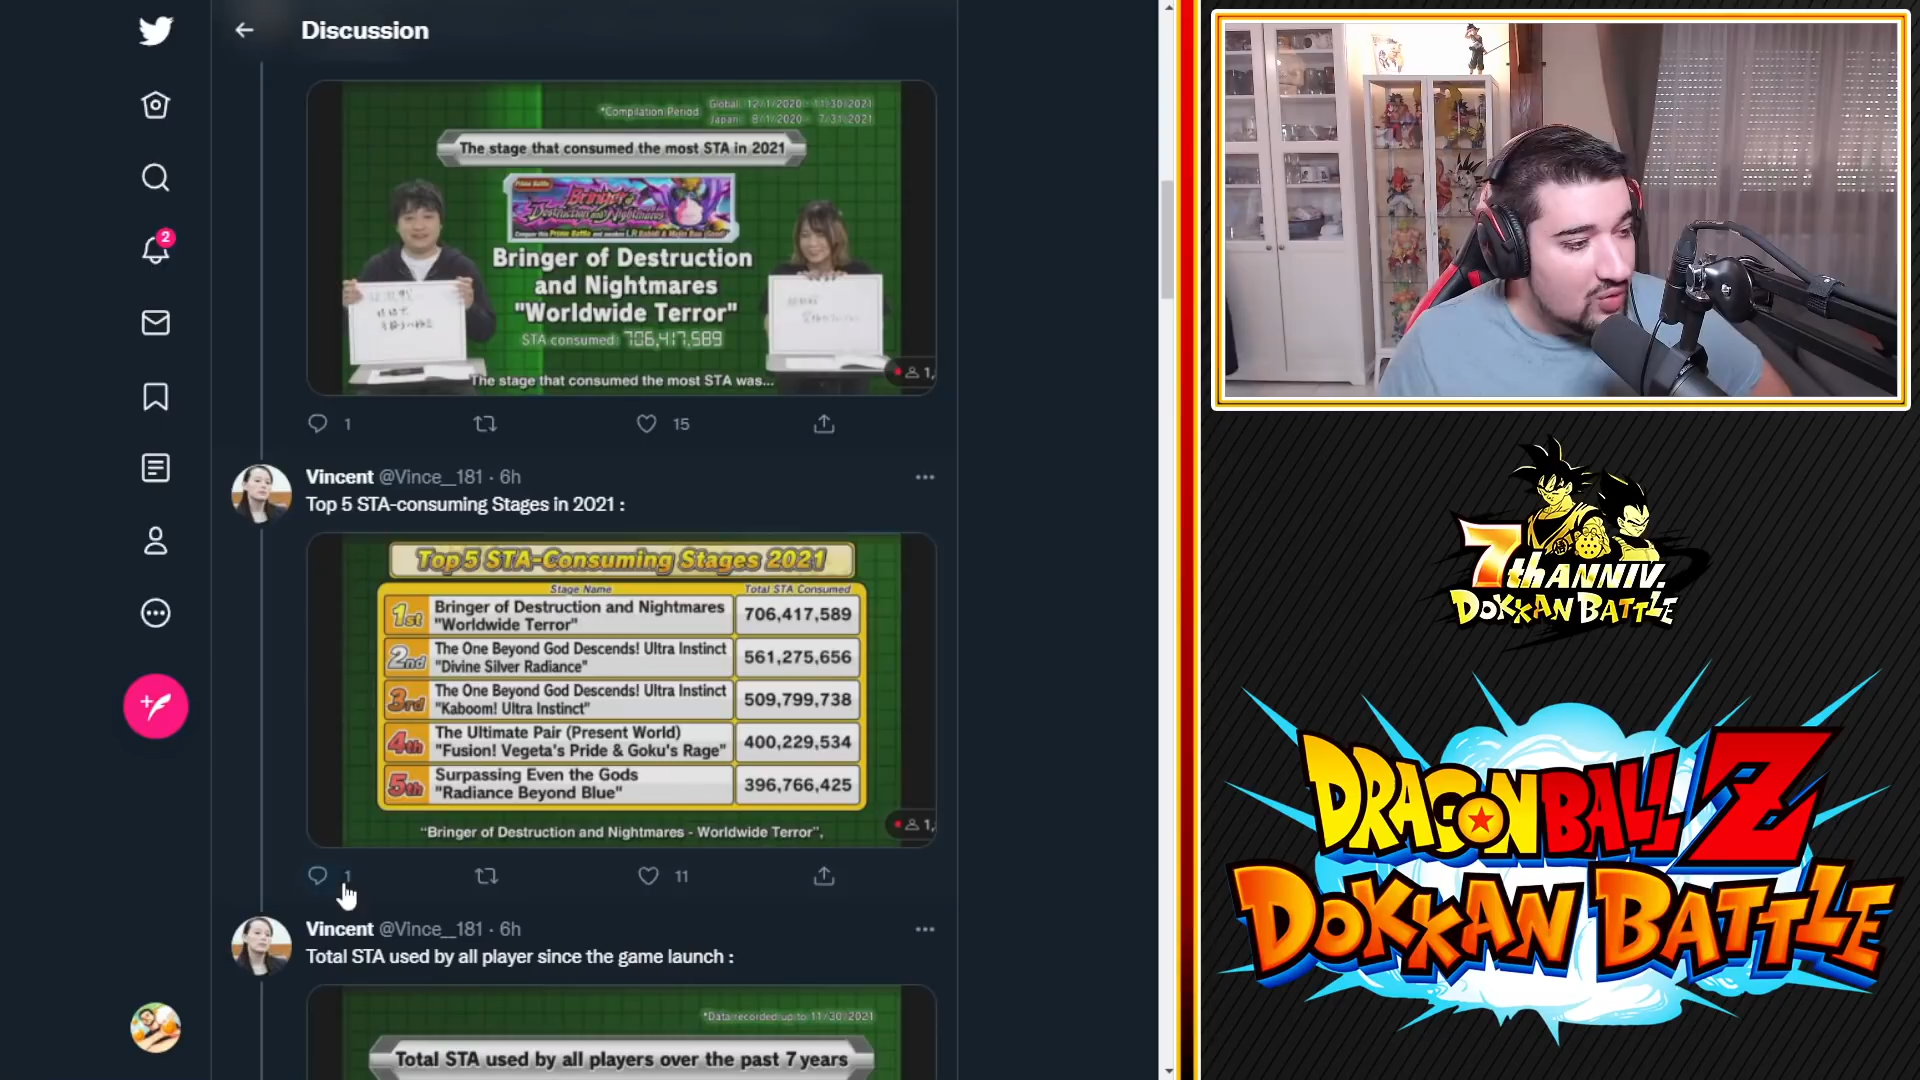 Discussion
*Compilation Period
Global: 12/1/2020 - 11/30/2021
Japan: 8/1/2020 - 7/31/2021
The stage that consumed the most STA in 2021
Bringer of Destruction and Nightmares
Bringer of Destruction
and Nightmares
"Worldwide Terror"
STA consumed: 706,417,589
The stage that consumed the most STA was...
1,
1
15
2
Vincent @Vince__181 · 6h
Top 5 STA-consuming Stages in 2021 :
Top 5 STA-Consuming Stages 2021
Stage Name Total STA Consumed
1st Bringer of Destruction and Nightmares "Worldwide Terror" 706,417,589
2nd The One Beyond God Descends! Ultra Instinct "Divine Silver Radiance" 561,275,656
3rd The One Beyond God Descends! Ultra Instinct "Kaboom! Ultra Instinct" 509,799,738
4th The Ultimate Pair (Present World) "Fusion! Vegeta's Pride & Goku's Rage" 400,229,534
5th Surpassing Even the Gods "Radiance Beyond Blue" 396,766,425
"Bringer of Destruction and Nightmares - Worldwide Terror",
1,
1
11
Vincent @Vince__181 · 6h
Total STA used by all player since the game launch :
*Data recorded up to 11/30/2021
Total STA used by all players over the past 7 years
7th ANNIV.
DOKKAN BATTLE
DRAGON BALL Z
DOKKAN BATTLE